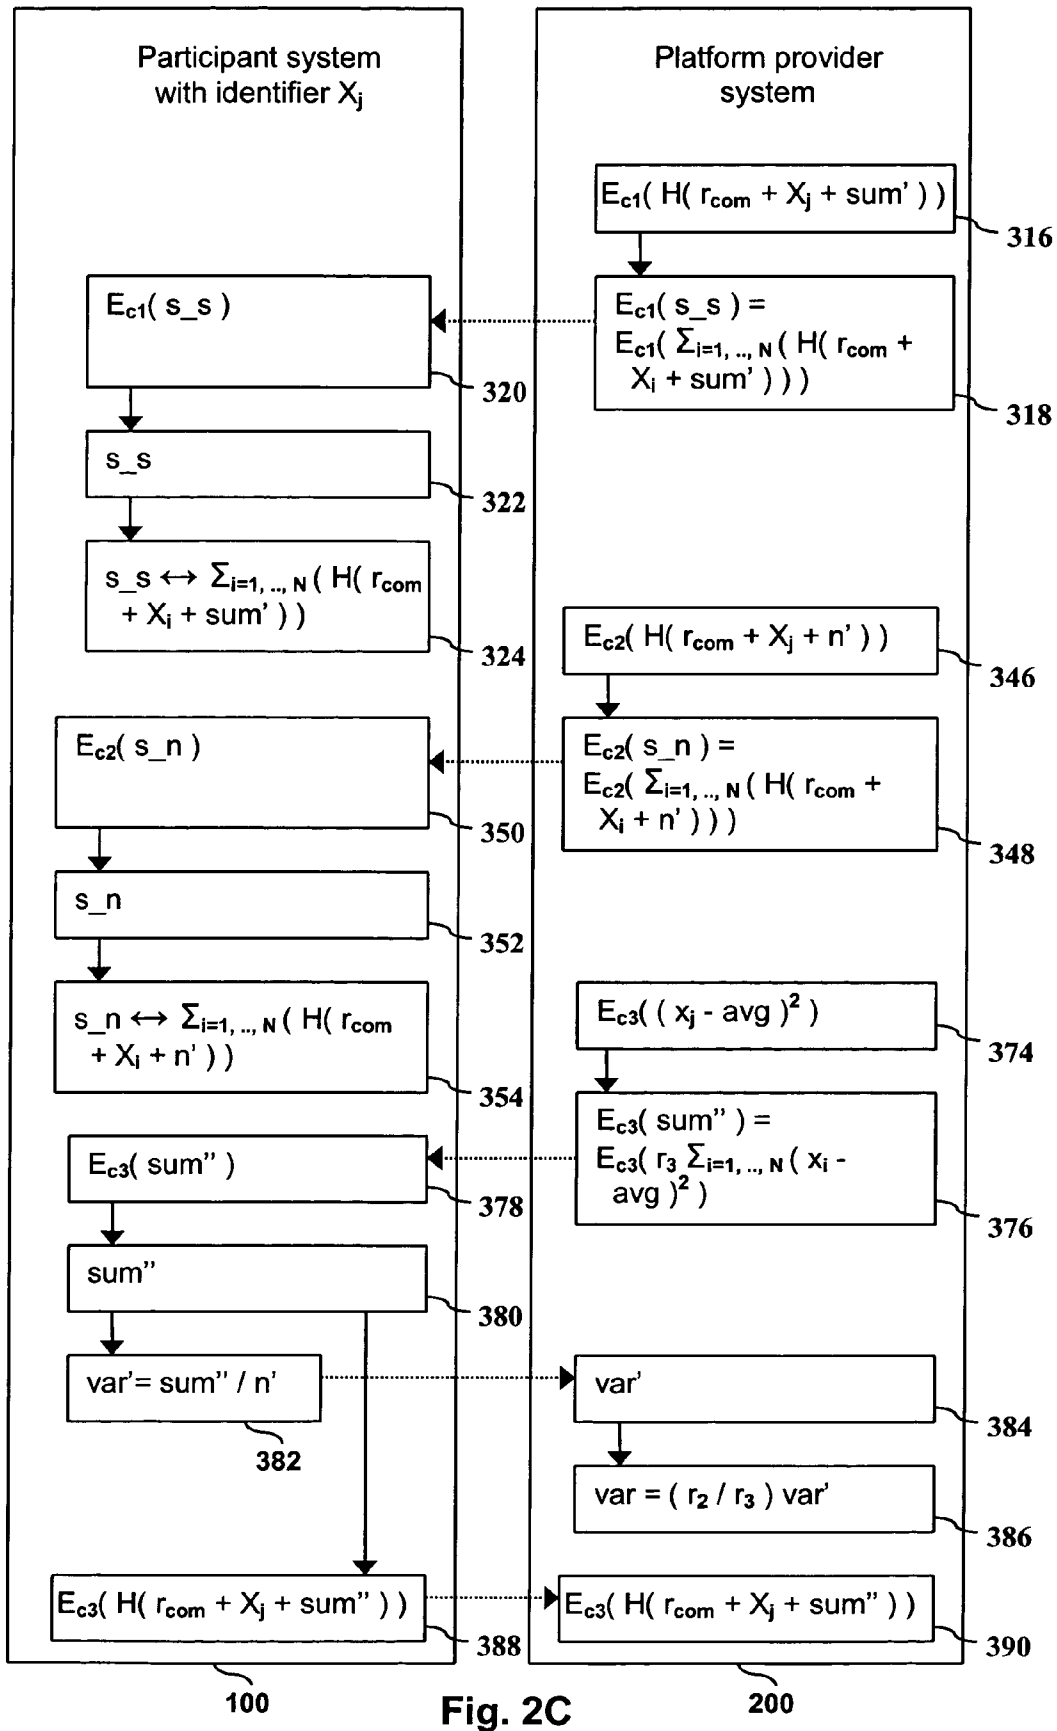 Participant system
with identifier Xj
Platform provider
system
Ec1( H( rcom + Xj + sum' ) )
316
Ec1( s_s )
320
Ec1( s_s ) =
Ec1( Σi=1, .., N ( H( rcom +
Xi + sum' ) ) )
318
s_s
322
s_s ↔ Σi=1, .., N ( H( rcom
+ Xi + sum' ) )
324
Ec2( H( rcom + Xj + n' ) )
346
Ec2( s_n )
350
Ec2( s_n ) =
Ec2( Σi=1, .., N ( H( rcom +
Xi + n' ) ) )
348
s_n
352
s_n ↔ Σi=1, .., N ( H( rcom
+ Xi + n' ) )
354
Ec3( ( xj - avg )² )
374
Ec3( sum'' )
378
Ec3( sum'' ) =
Ec3( r3 Σi=1, .., N ( xi -
avg )² )
376
sum''
380
var'= sum'' / n'
382
var'
384
var = ( r2 / r3 ) var'
386
Ec3( H( rcom + Xj + sum'' ) )
388
Ec3( H( rcom + Xj + sum'' ) )
390
100
200
Fig. 2C